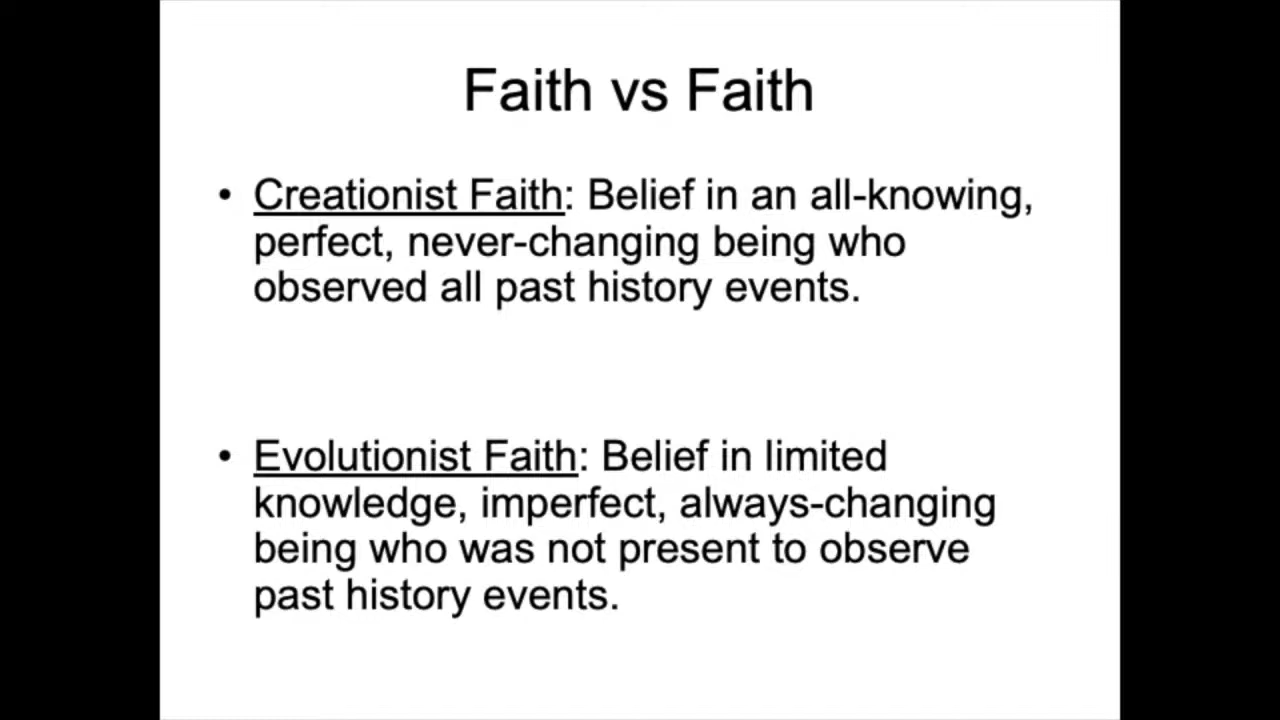 Faith vs Faith
• Creationist Faith: Belief in an all-knowing,
perfect, never-changing being who
observed all past history events.
• Evolutionist Faith: Belief in limited
knowledge, imperfect, always-changing
being who was not present to observe
past history events.